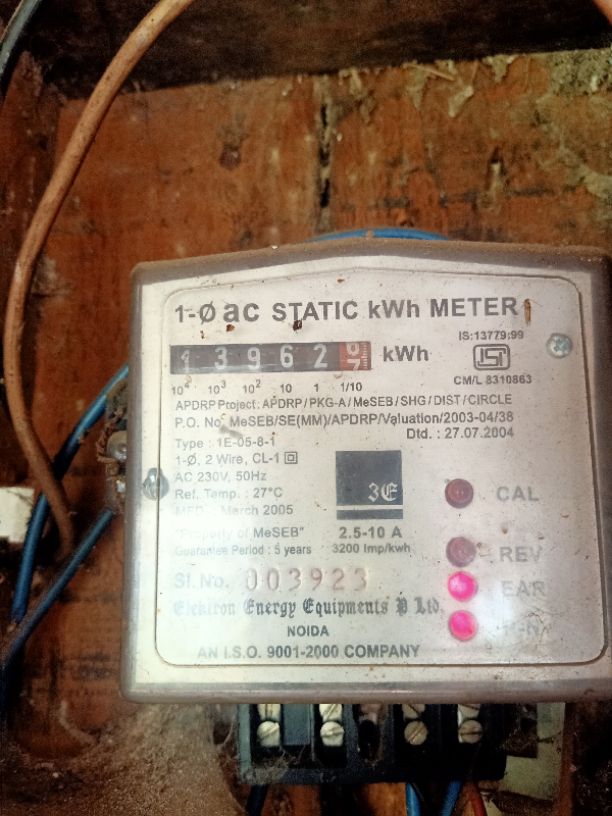 1-Ø ac STATIC kWh METER
IS:13779:99
1 3 9 6 2 kWh
ISI
CM/L 8310863
10⁴ 10³ 10² 10 1 1/10
APDRP Project: APDRP/PKG-A/MeSEB/SHG/DIST/CIRCLE
P.O. No. MeSEB/SE(MM)/APDRP/Valuation/2003-04/38
Dtd. : 27.07.2004
Type : 1E-05-8-1
1-Ø, 2 Wire, CL-1
AC 230V, 50Hz
Ref. Temp. : 27°C
MFD : March 2005
3E
CAL
"Property of MeSEB" 2.5-10 A
Guarantee Period : 5 years 3200 Imp/kwh
REV
Sl. No. 003923
EAR
Elektron Energy Equipments P Ltd.
NOIDA
AN I.S.O. 9001-2000 COMPANY